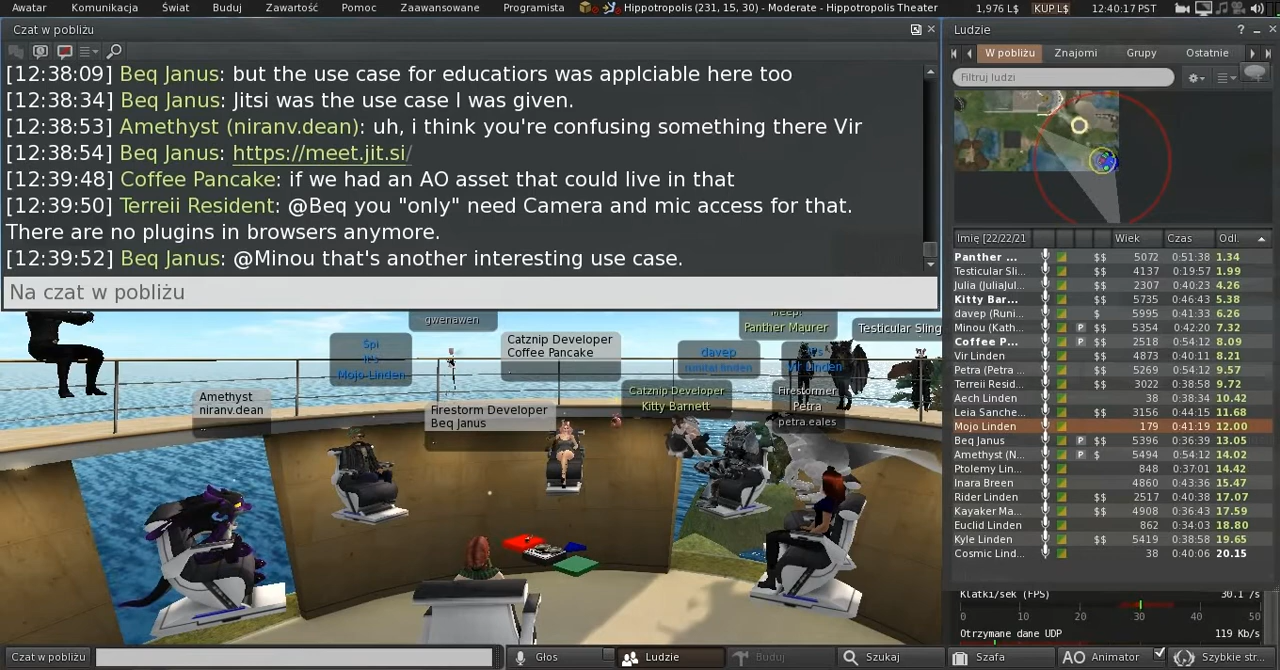 Awatar Komunikacja Świat Buduj Zawartość Pomoc Zaawansowane Programista Hippotropolis (231, 15, 30) - Moderate - Hippotropolis Theater 1,976 L$ KUP L$ 12:40:17 PST
Czat w pobliżu
[12:38:09] Beq Janus: but the use case for educatiors was applciable here too
[12:38:34] Beq Janus: Jitsi was the use case I was given.
[12:38:53] Amethyst (niranv.dean): uh, i think you're confusing something there Vir
[12:38:54] Beq Janus: https://meet.jit.si/
[12:39:48] Coffee Pancake: if we had an AO asset that could live in that
[12:39:50] Terreii Resident: @Beq you "only" need Camera and mic access for that.
There are no plugins in browsers anymore.
[12:39:52] Beq Janus: @Minou that's another interesting use case.
Na czat w pobliżu
Ludzie ?
W pobliżu Znajomi Grupy Ostatnie
Filtruj ludzi
Imię [22/22/21 Wiek Czas Odl.
Panther ... $$ 5072 0:51:38 1.34
Testicular Sli... $$ 4137 0:19:57 1.99
Julia (JuliaJul... $$ 2307 0:40:23 4.26
Kitty Bar... $$ 5735 0:46:43 5.38
davep (Runi... $ 5995 0:41:33 6.26
Minou (Kath... P $$ 5354 0:42:20 7.32
Coffee P... P $$ 2518 0:54:12 8.09
Vir Linden $$ 4873 0:40:11 8.21
Petra (Petra ... $$ 5269 0:54:12 9.57
Terreii Resid... $$ 3022 0:38:58 9.72
Aech Linden 38 0:38:34 10.42
Leia Sanche... $$ 3156 0:44:15 11.68
Mojo Linden 179 0:41:19 12.00
Beq Janus P $$ 5396 0:36:39 13.05
Amethyst (N... P $ 5494 0:54:12 14.02
Ptolemy Lin... 848 0:37:01 14.42
Inara Breen 4860 0:43:36 15.47
Rider Linden $$ 2517 0:40:38 17.07
Kayaker Ma... $$ 4908 0:36:43 17.59
Euclid Linden 862 0:34:03 18.80
Kyle Linden $$ 5419 0:38:58 19.65
Cosmic Lind... 38 0:40:06 20.15
gwenawen
Panther Maurer
Testicular Sling
Spi
Mojo Linden
Catznip Developer
Coffee Pancake
davep
Vir Linden
Catznip Developer
Kitty Barnett
Firestormer
Petra
petra.eales
Amethyst
niranv.dean
Firestorm Developer
Beq Janus
Klatki/sek (FPS) 30.1 /s
0 10 20 30 40 50
Otrzymane dane UDP 119 Kb/s
Czat w pobliżu Głos Ludzie Buduj Szukaj Szafa AO Animator Szybkie str...